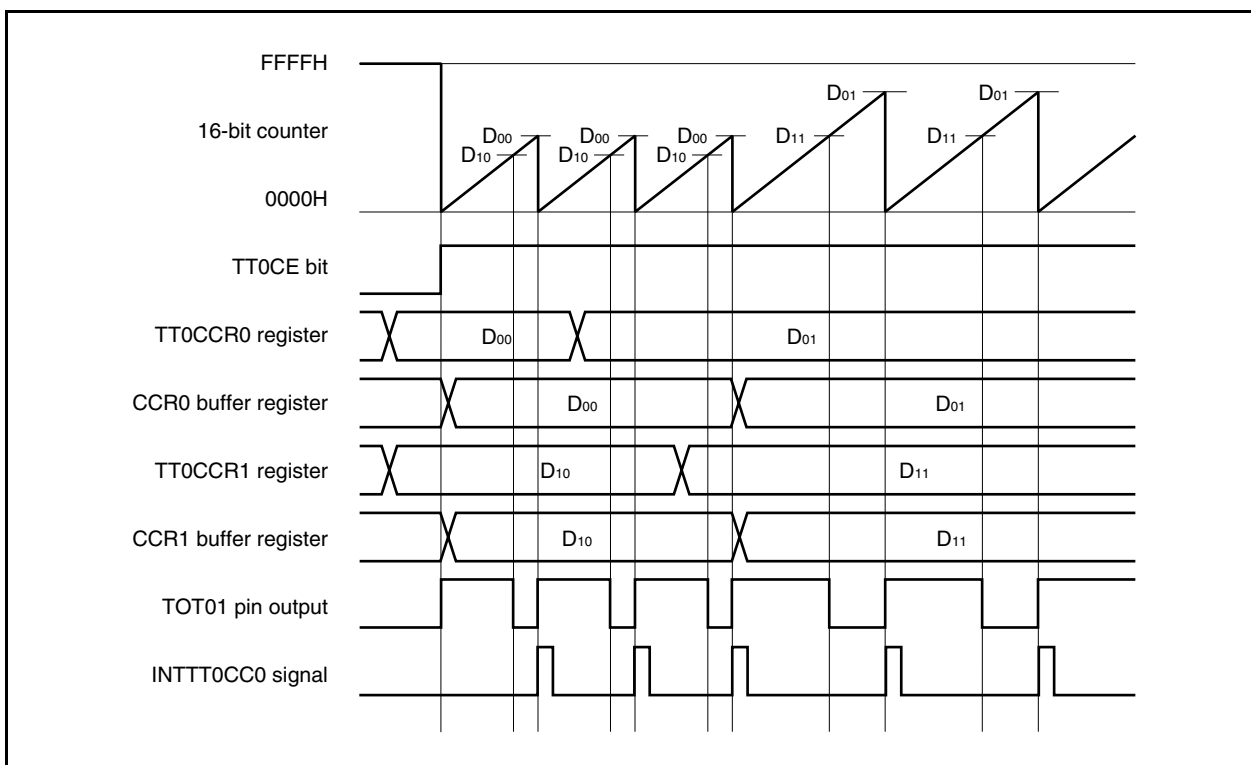 FFFFH
D01 D01
16-bit counter D00 D00 D00 D11 D11
D10 D10 D10
0000H
TT0CE bit
TT0CCR0 register D00 D01
CCR0 buffer register D00 D01
TT0CCR1 register D10 D11
CCR1 buffer register D10 D11
TOT01 pin output
INTTT0CC0 signal